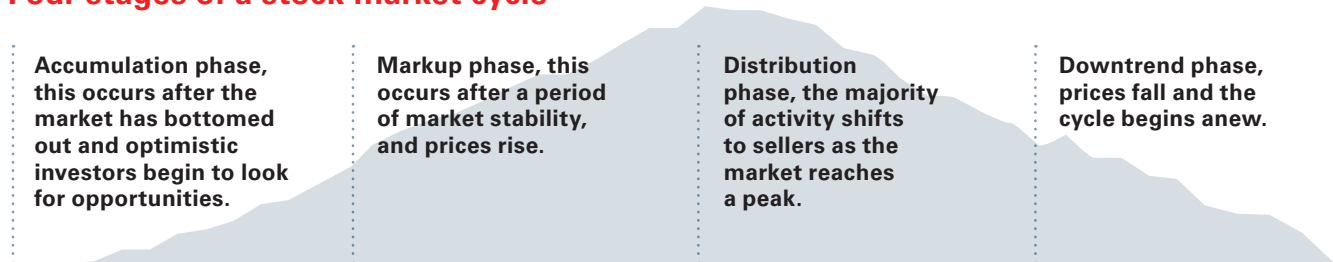 Four stages of a stock market cycle
Accumulation phase,
this occurs after the
market has bottomed
out and optimistic
investors begin to look
for opportunities.
Markup phase, this
occurs after a period
of market stability,
and prices rise.
Distribution
phase, the majority
of activity shifts
to sellers as the
market reaches
a peak.
Downtrend phase,
prices fall and the
cycle begins anew.